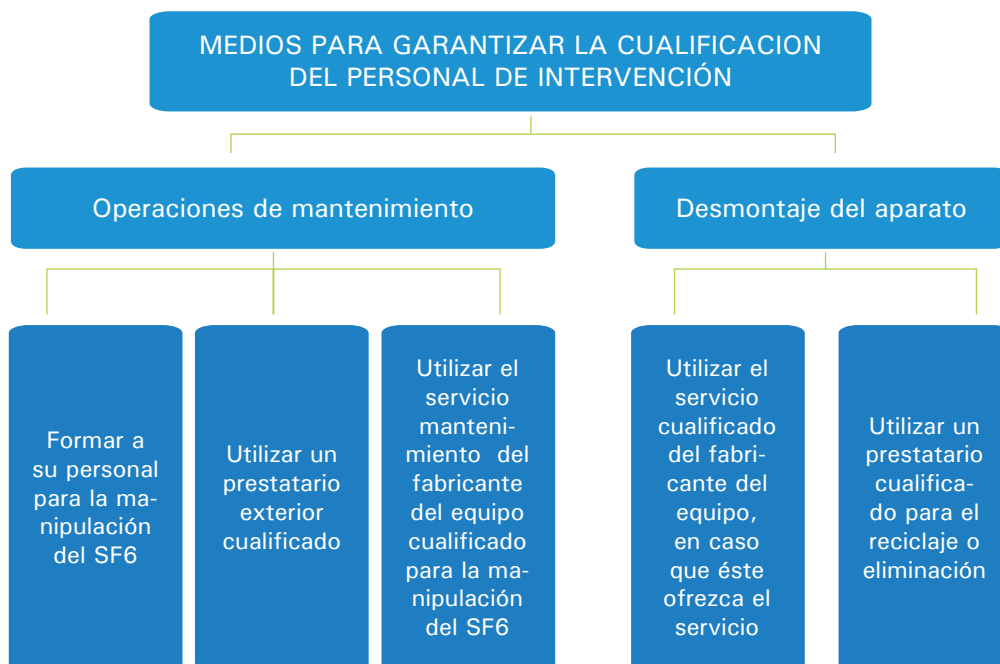 MEDIOS PARA GARANTIZAR LA CUALIFICACION
DEL PERSONAL DE INTERVENCIÓN
Operaciones de mantenimiento
Desmontaje del aparato
Formar a
su personal
para la ma-
nipulación
del SF6
Utilizar un
prestatario
exterior
cualificado
Utilizar el
servicio
manteni-
miento del
fabricante
del equipo
cualificado
para la ma-
nipulación
del SF6
Utilizar el
servicio
cualificado
del fabri-
cante del
equipo,
en caso
que éste
ofrezca el
servicio
Utilizar un
prestatario
cualifica-
do para el
reciclaje o
eliminación